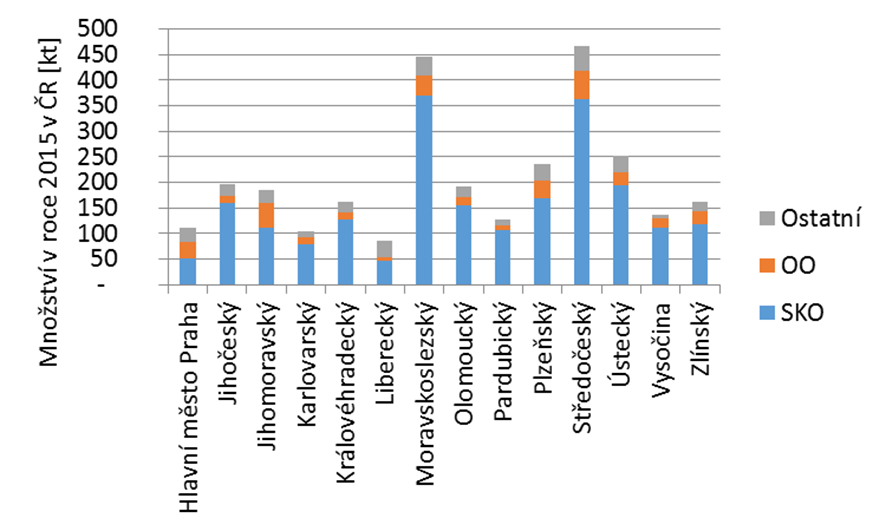 Množství v roce 2015 v ČR [kt]
500
450
400
350
300
250
200
150
100
50
-
Hlavní město Praha
Jihočeský
Jihomoravský
Karlovarský
Královéhradecký
Liberecký
Moravskoslezský
Olomoucký
Pardubický
Plzeňský
Středočeský
Ústecký
Vysočina
Zlínský
Ostatní
OO
SKO